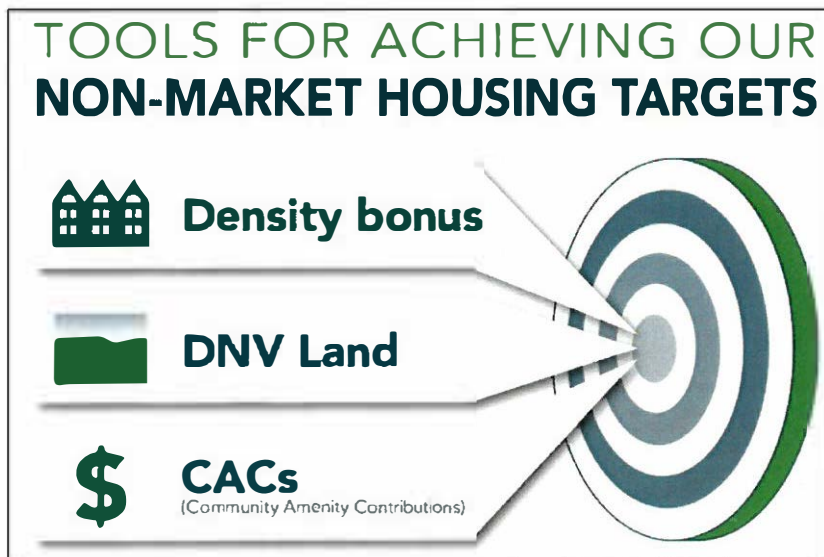 TOOLS FOR ACHIEVING OUR
NON-MARKET HOUSING TARGETS
Density bonus
DNV Land
$
CACs
(Community Amenity Contributions)